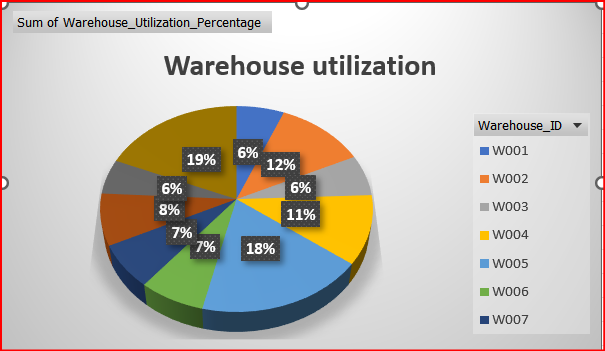 Sum of Warehouse_Utilization_Percentage
Warehouse utilization
19%
6%
12%
6%
6%
8%
11%
7%
7%
18%
Warehouse_ID
W001
W002
W003
W004
W005
W006
W007